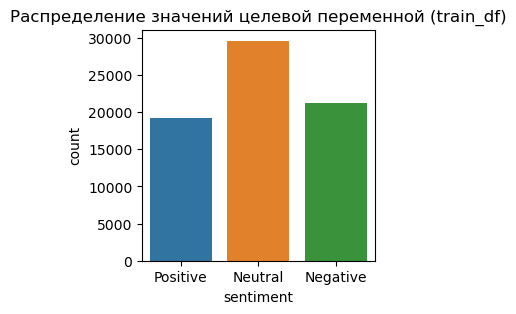 Распределение значений целевой переменной (train_df)
30000
25000
20000
15000
10000
5000
0
count
Positive Neutral Negative
sentiment